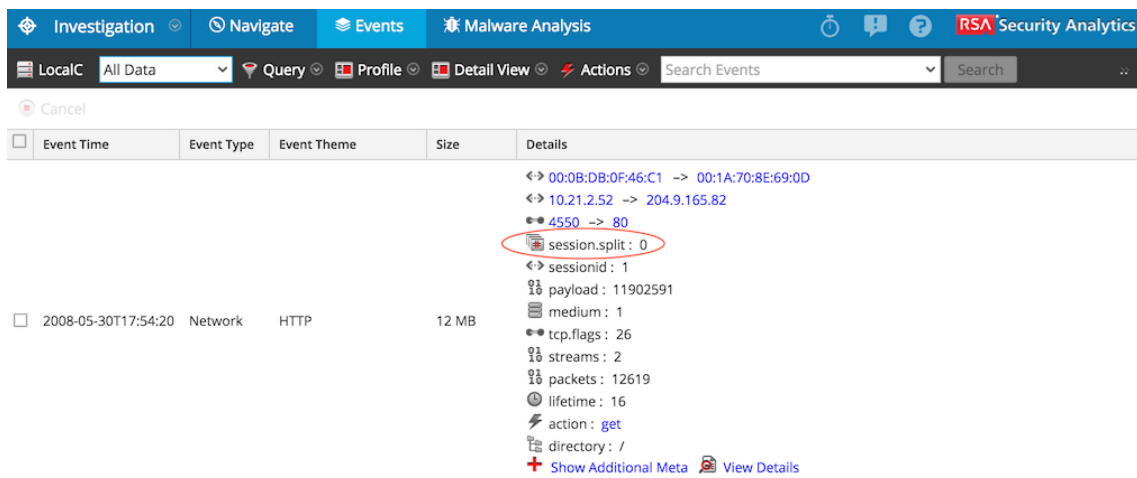 Investigation Navigate Events Malware Analysis RSA Security Analytics
LocalC All Data Query Profile Detail View Actions Search Events Search
Cancel
Event Time Event Type Event Theme Size Details
00:0B:DB:0F:46:C1 -> 00:1A:70:8E:69:0D
10.21.2.52 -> 204.9.165.82
4550 -> 80
session.split : 0
sessionid : 1
payload : 11902591
medium : 1
2008-05-30T17:54:20 Network HTTP 12 MB
tcp.flags : 26
streams : 2
packets : 12619
lifetime : 16
action : get
directory : /
Show Additional Meta View Details